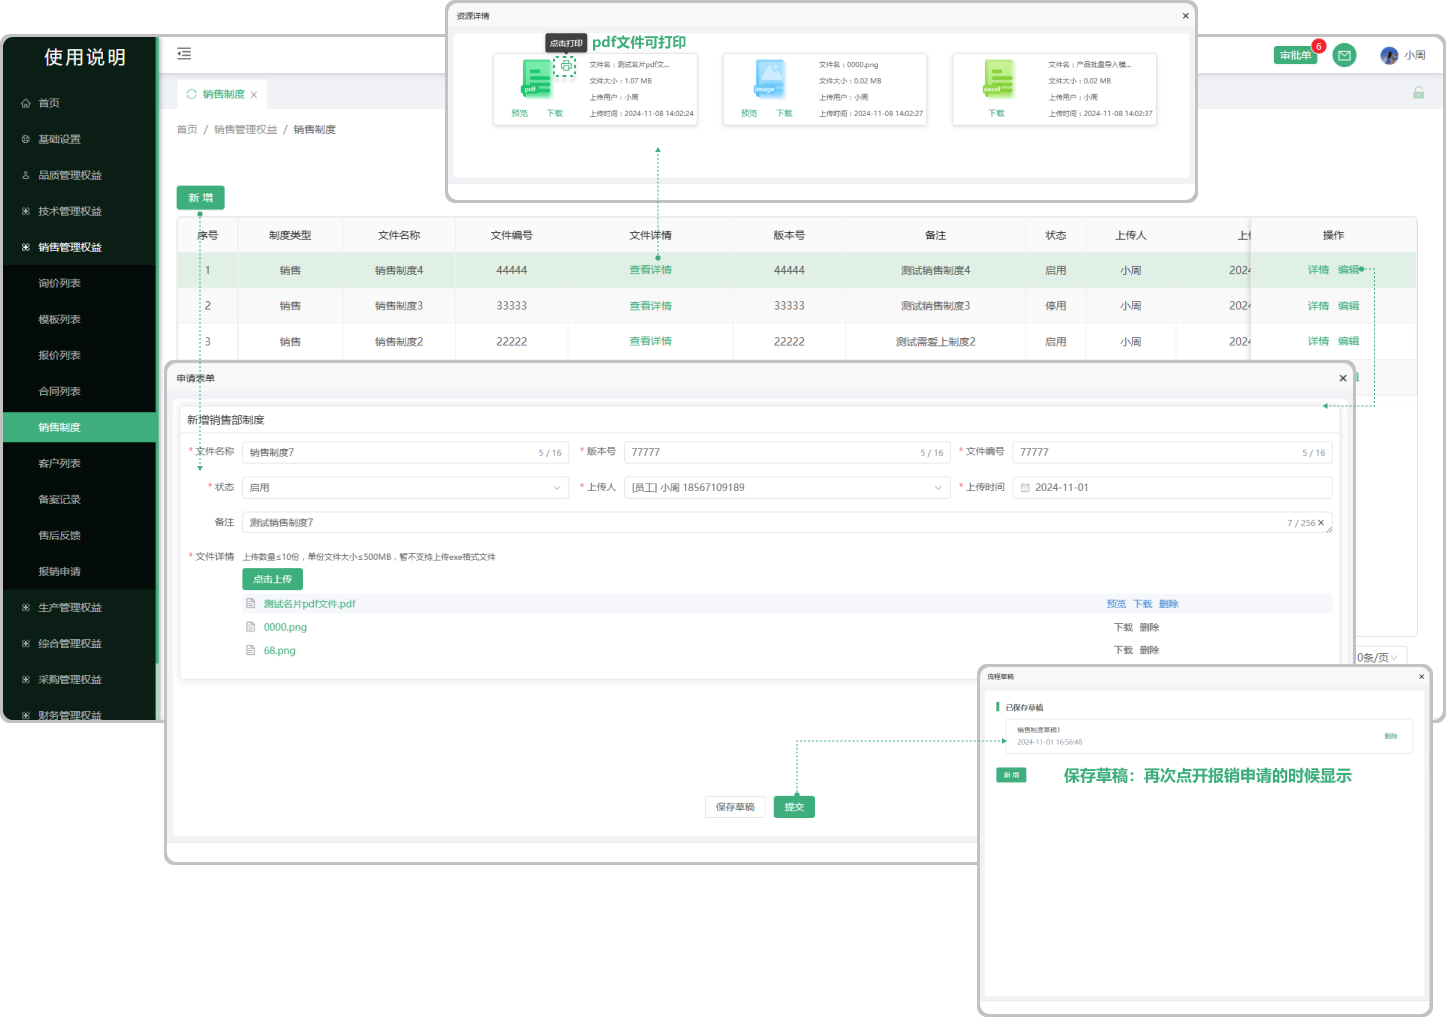 资源详情
点击打印
pdf文件可打印
文件名：测试名片pdf文...
文件大小：1.07 MB
上传用户：小周
上传时间：2024-11-08 14:02:24
pdf
预览 下载
文件名：0000.png
文件大小：0.02 MB
上传用户：小周
上传时间：2024-11-08 14:02:27
image
预览 下载
文件名：产品批量导入模...
文件大小：0.02 MB
上传用户：小周
上传时间：2024-11-08 14:02:37
excel
下载
使用说明
首页
基础设置
品质管理权益
技术管理权益
销售管理权益
询价列表
模板列表
报价列表
合同列表
销售制度
客户列表
备案记录
售后反馈
报销申请
生产管理权益
综合管理权益
采购管理权益
财务管理权益
审批单 6
小周
销售制度
首页 / 销售管理权益 / 销售制度
新 增
序号 制度类型 文件名称 文件编号 文件详情 版本号 备注 状态 上传人 上 操作
1 销售 销售制度4 44444 查看详情 44444 测试销售制度4 启用 小周 2024 详情 编辑
2 销售 销售制度3 33333 查看详情 33333 测试销售制度3 停用 小周 2024 详情 编辑
3 销售 销售制度2 22222 查看详情 22222 测试需爱上制度2 启用 小周 2024 详情 编辑
0条/页
申请表单
新增销售部制度
* 文件名称 销售制度7 5 / 16 * 版本号 77777 5 / 16 * 文件编号 77777 5 / 16
* 状态 启用 * 上传人 [员工] 小周 18567109189 * 上传时间 2024-11-01
备注 测试销售制度7 7 / 256
* 文件详情 上传数量≤10份，单份文件大小≤500MB，暂不支持上传exe格式文件
点击上传
测试名片pdf文件.pdf 预览 下载 删除
0000.png 下载 删除
68.png 下载 删除
保存草稿 提交
流程草稿
已保存草稿
销售制度草稿1
2024-11-01 16:56:48
删除
新 增
保存草稿：再次点开报销申请的时候显示